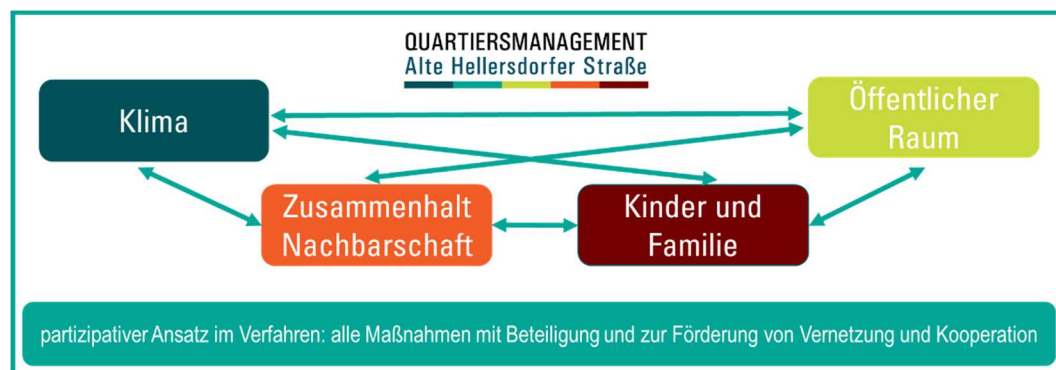 QUARTIERSMANAGEMENT
Alte Hellersdorfer Straße
Klima
Öffentlicher
Raum
Zusammenhalt
Nachbarschaft
Kinder und
Familie
partizipativer Ansatz im Verfahren: alle Maßnahmen mit Beteiligung und zur Förderung von Vernetzung und Kooperation